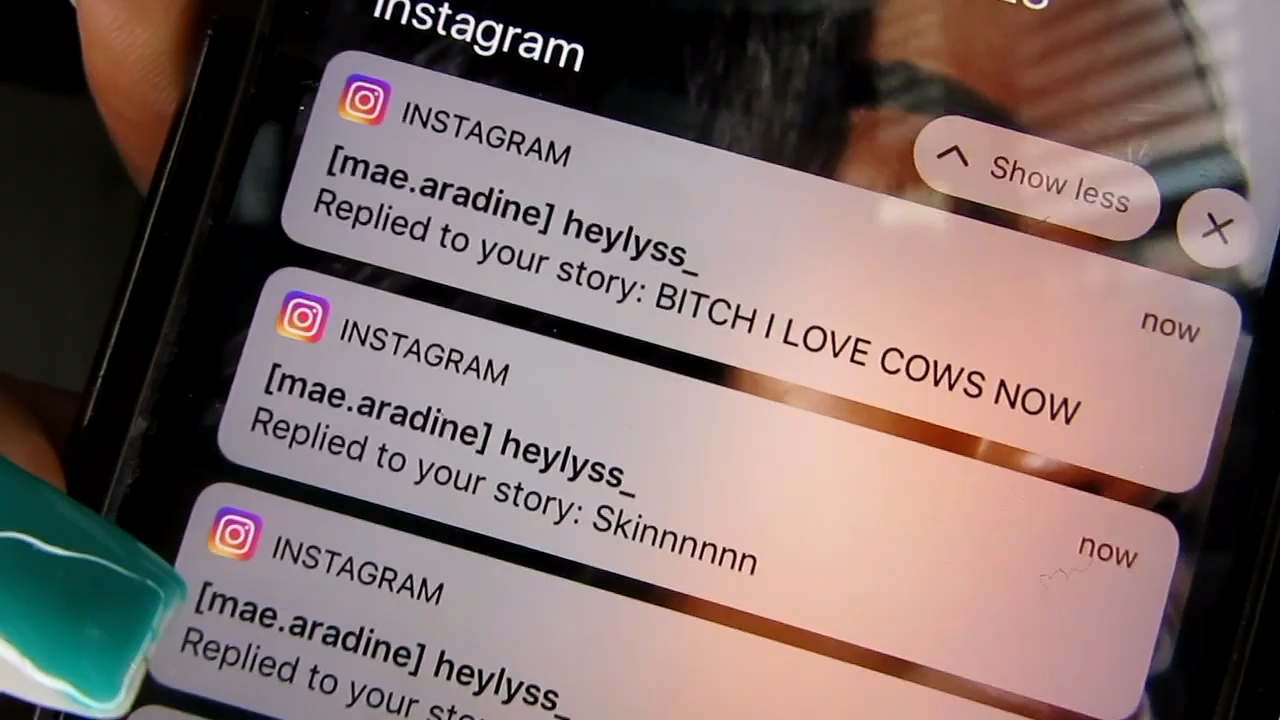 Instagram
Show less
INSTAGRAM
now
[mae.aradine] heylyss_
Replied to your story: BITCH I LOVE COWS NOW
INSTAGRAM
now
[mae.aradine] heylyss_
Replied to your story: Skinnnnnn
INSTAGRAM
[mae.aradine] heylyss_
Replied to your